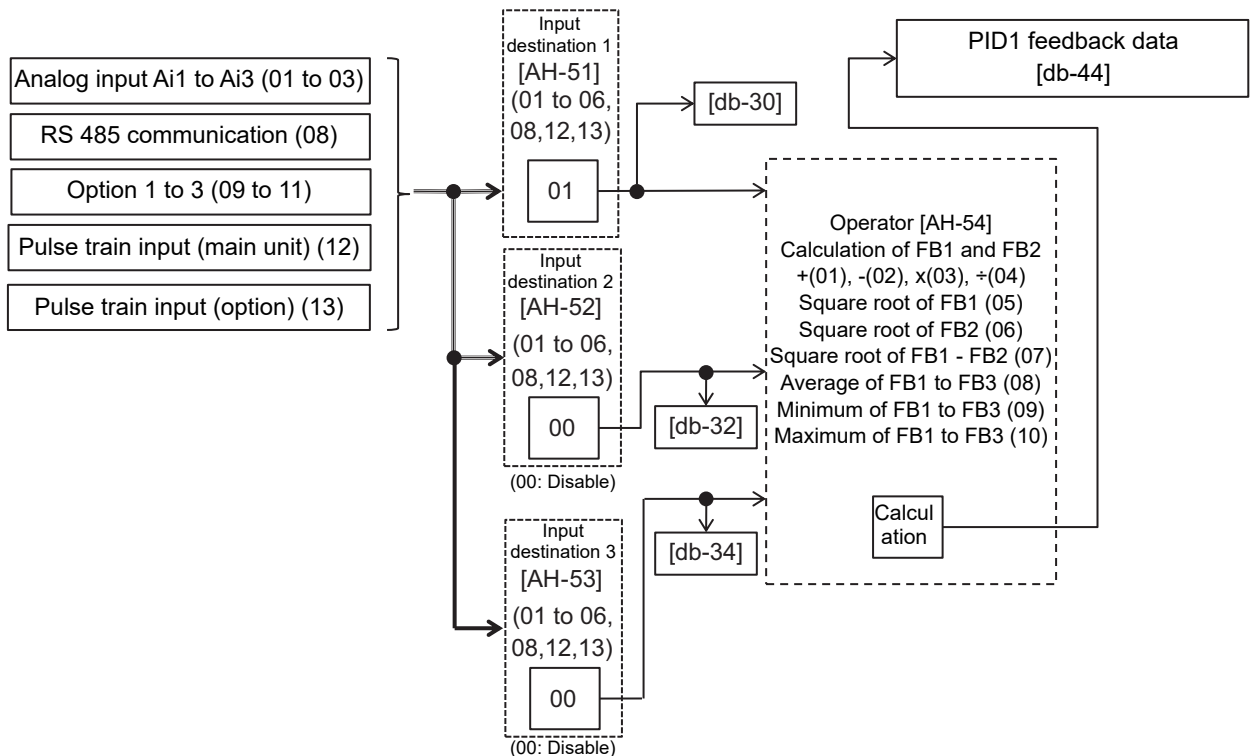 Analog input Ai1 to Ai3 (01 to 03)
RS 485 communication (08)
Option 1 to 3 (09 to 11)
Pulse train input (main unit) (12)
Pulse train input (option) (13)
Input
destination 1
[AH-51]
(01 to 06,
08,12,13)
01
[db-30]
Input
destination 2
[AH-52]
(01 to 06,
08,12,13)
00
(00: Disable)
[db-32]
Input
destination 3
[AH-53]
(01 to 06,
08,12,13)
00
(00: Disable)
[db-34]
Operator [AH-54]
Calculation of FB1 and FB2
+(01), -(02), x(03), ÷(04)
Square root of FB1 (05)
Square root of FB2 (06)
Square root of FB1 - FB2 (07)
Average of FB1 to FB3 (08)
Minimum of FB1 to FB3 (09)
Maximum of FB1 to FB3 (10)
Calcul
ation
PID1 feedback data
[db-44]